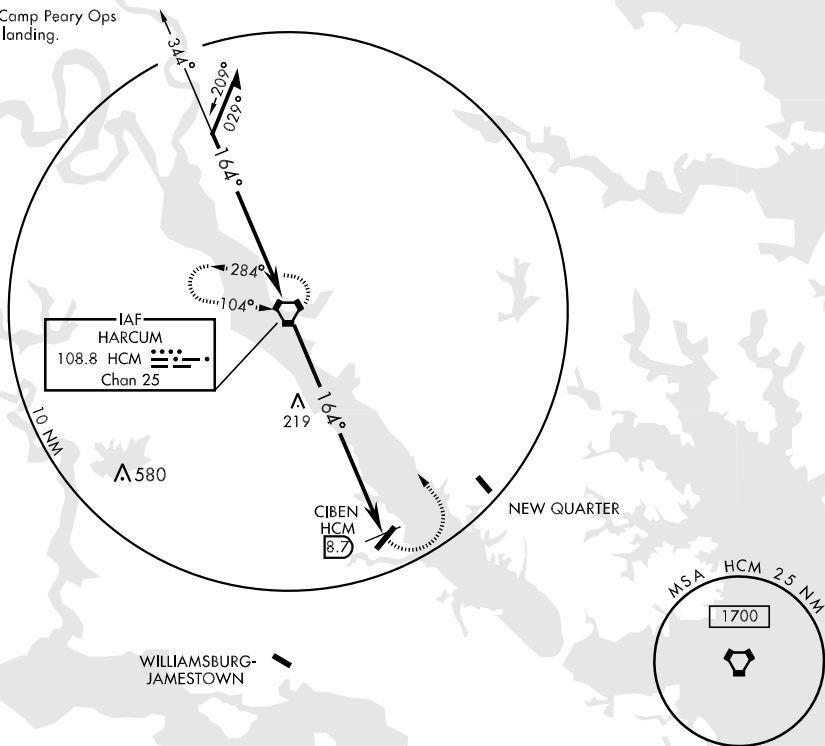 Camp Peary Ops
landing.
344°
209°
029°
164°
284°
104°
IAF
HARCUM
108.8 HCM
Chan 25
164°
219
10 NM
580
CIBEN
HCM
8.7
NEW QUARTER
MSA HCM 25 NM
1700
WILLIAMSBURG-
JAMESTOWN